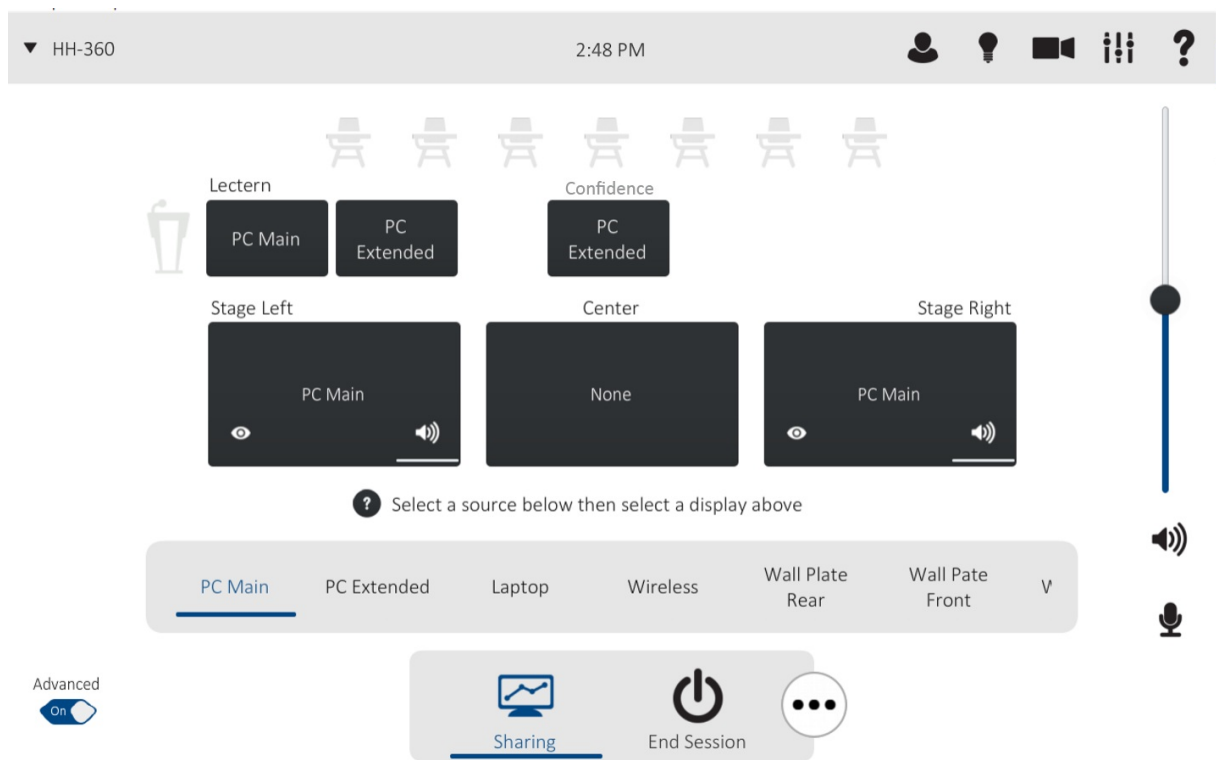 HH-360
2:48 PM
Lectern
Confidence
PC Main
PC
Extended
PC
Extended
Stage Left
Center
Stage Right
PC Main
None
PC Main
? Select a source below then select a display above
PC Main
PC Extended
Laptop
Wireless
Wall Plate
Rear
Wall Pate
Front
Advanced
On
Sharing
End Session